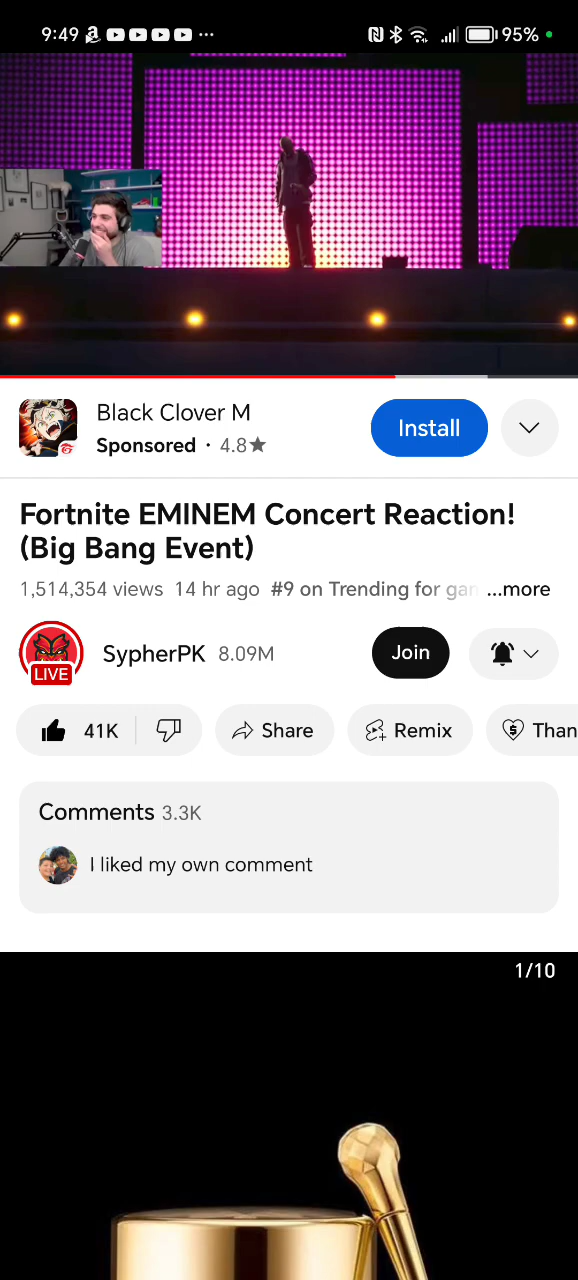 9:49
95%
Black Clover M
Sponsored · 4.8★
Install
Fortnite EMINEM Concert Reaction!
(Big Bang Event)
1,514,354 views 14 hr ago #9 on Trending for gan ...more
LIVE
SypherPK 8.09M
Join
41K
Share
Remix
Than
Comments 3.3K
I liked my own comment
1/10